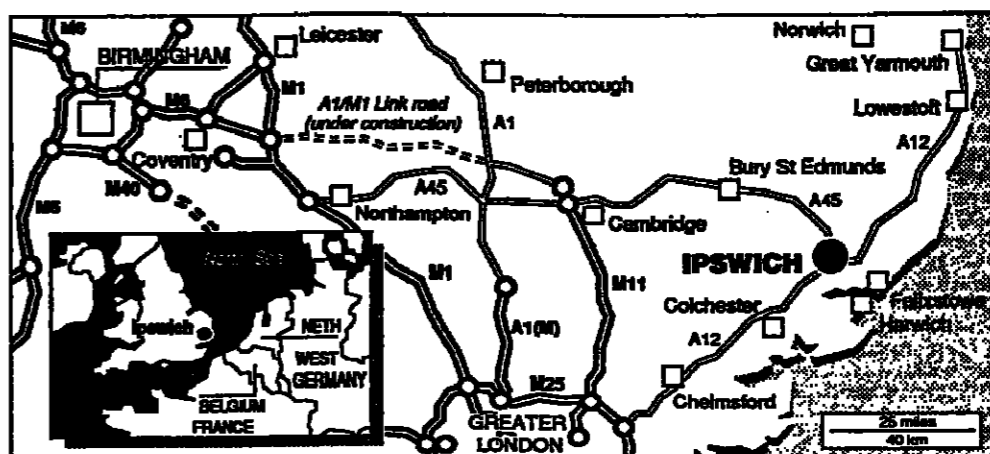 M6
BIRMINGHAM
Leicester
M6
M1
A1/M1 Link road
(under construction)
Peterborough
A1
Norwich
Great Yarmouth
Lowestoft
A12
Coventry
M40
M5
Northampton
A45
Cambridge
Bury St Edmunds
A45
IPSWICH
M1
M11
A1(M)
Colchester
A12
Felixstowe
Harwich
Chelmsford
M25
GREATER
LONDON
North Sea
Ipswich
NETH
WEST
GERMANY
BELGIUM
FRANCE
25 miles
40 km